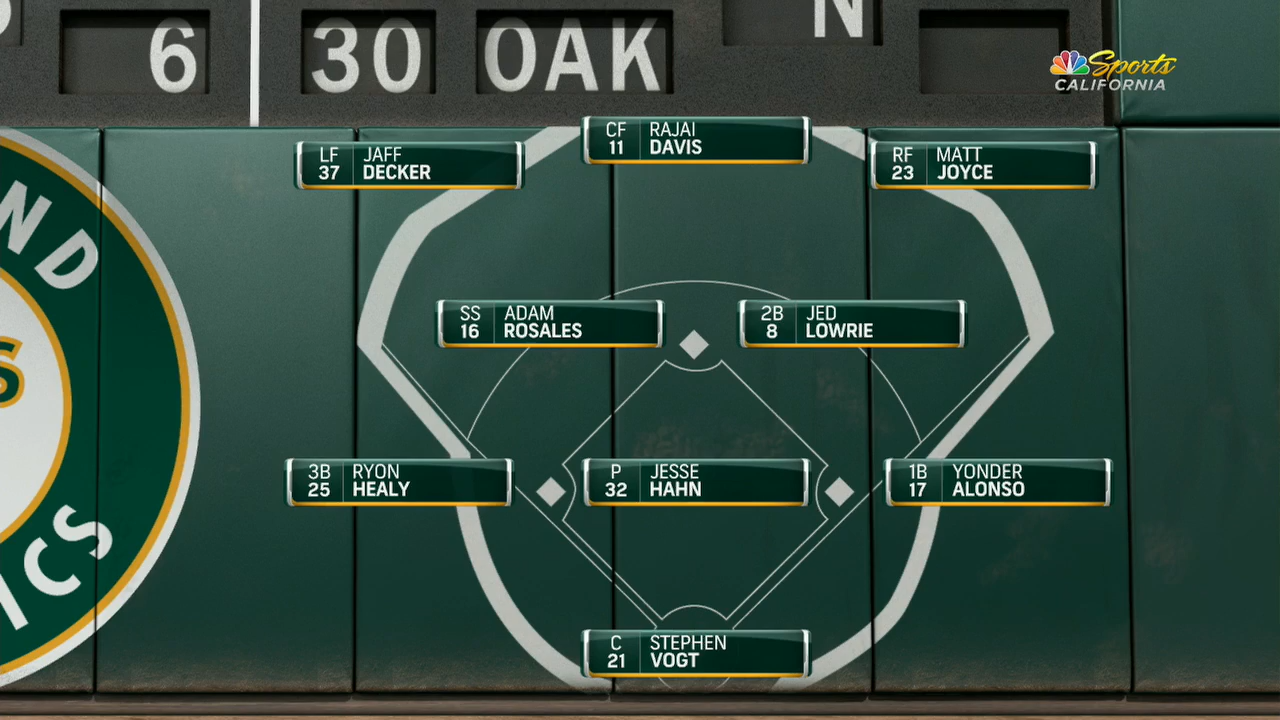 6 30 OAK N
Sports
CALIFORNIA
CF RAJAI
11 DAVIS
LF JAFF
37 DECKER
RF MATT
23 JOYCE
SS ADAM
16 ROSALES
2B JED
8 LOWRIE
3B RYON
25 HEALY
P JESSE
32 HAHN
1B YONDER
17 ALONSO
C STEPHEN
21 VOGT